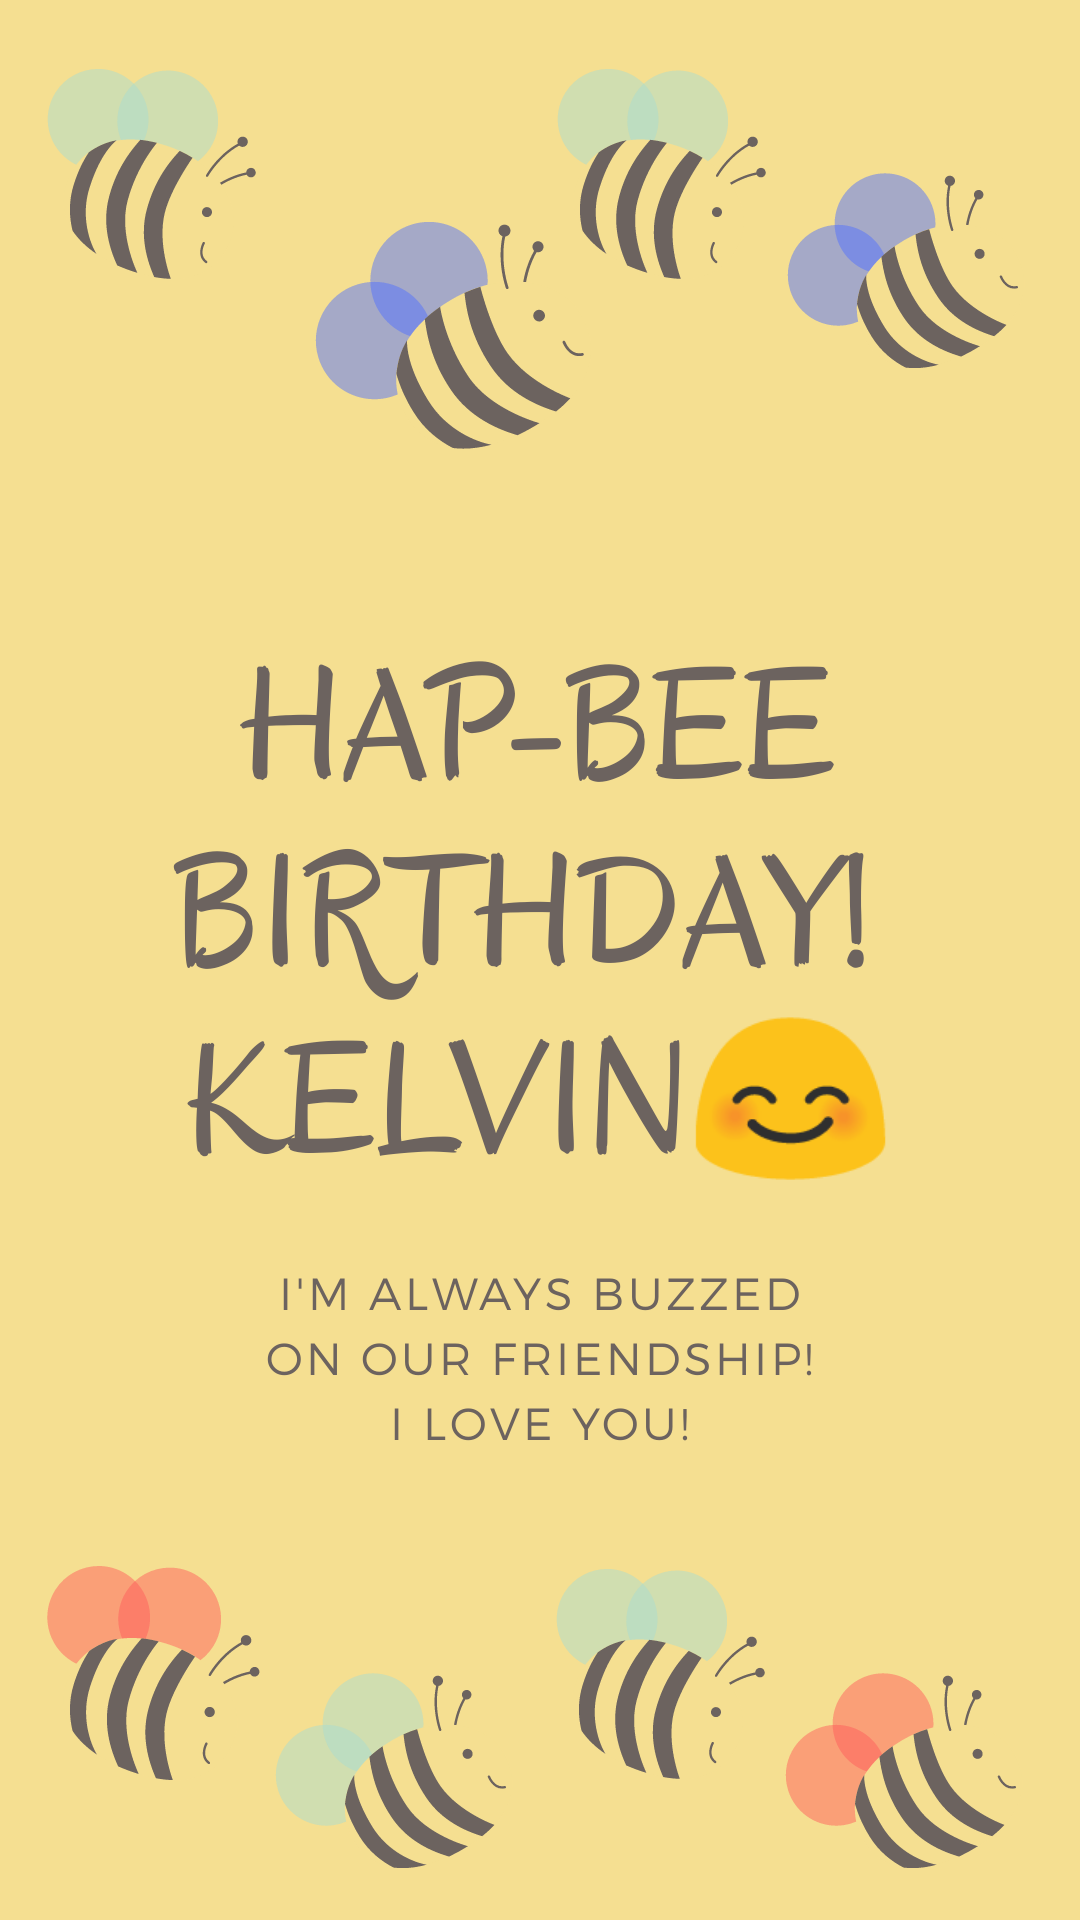 HAP-BEE
BIRTHDAY!
KELVIN😊
I'M ALWAYS BUZZED
ON OUR FRIENDSHIP!
I LOVE YOU!